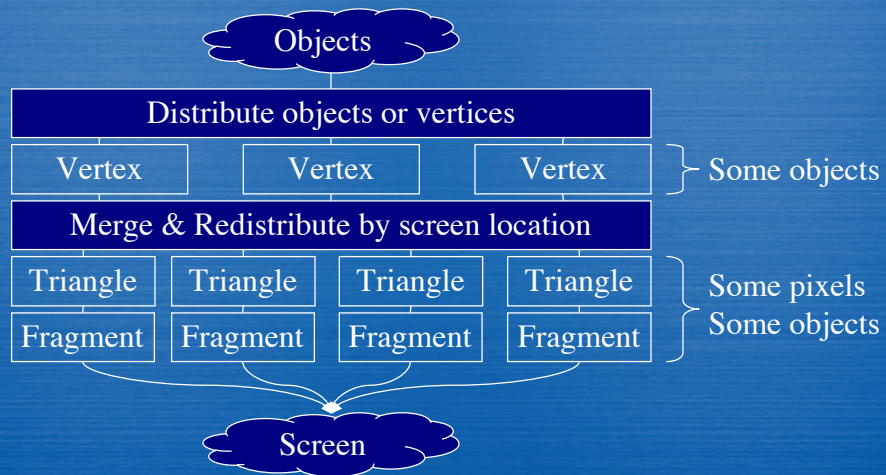 Objects
Distribute objects or vertices
Vertex Vertex Vertex Some objects
Merge & Redistribute by screen location
Triangle Triangle Triangle Triangle Some pixels
Fragment Fragment Fragment Fragment Some objects
Screen